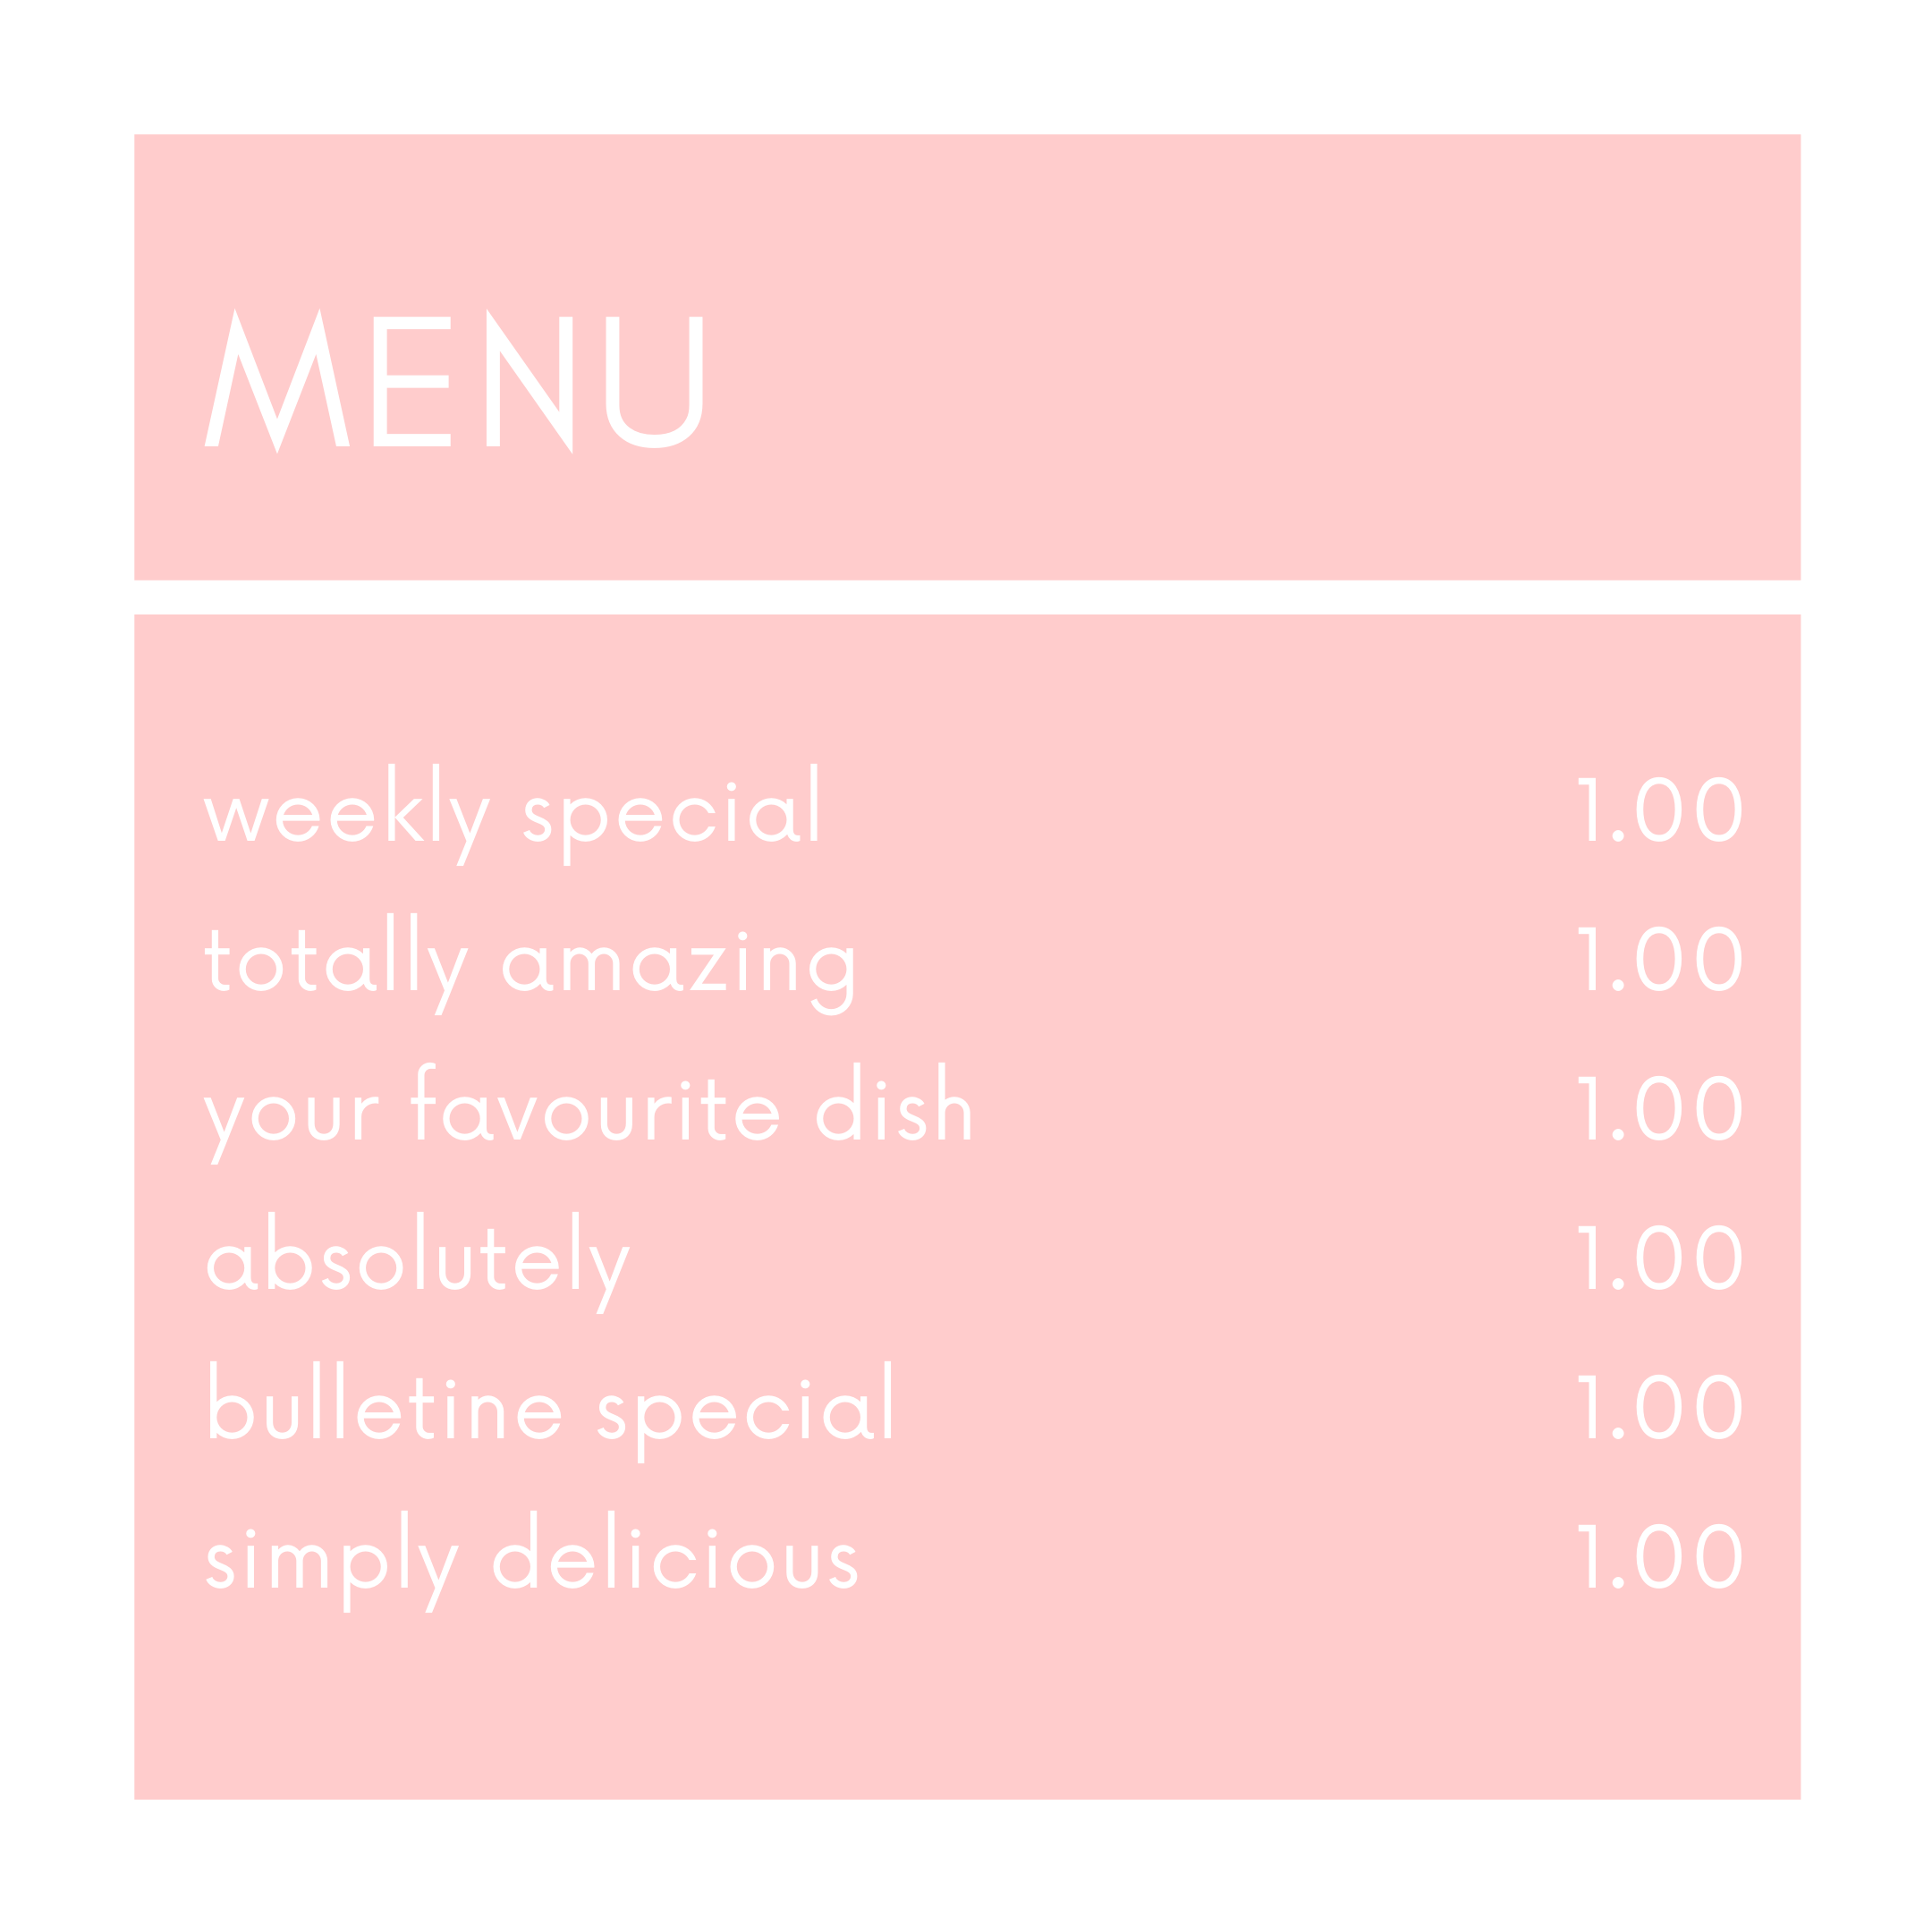 MENU
weekly special 1.00
totally amazing 1.00
your favourite dish 1.00
absolutely 1.00
bulletine special 1.00
simply delicious 1.00